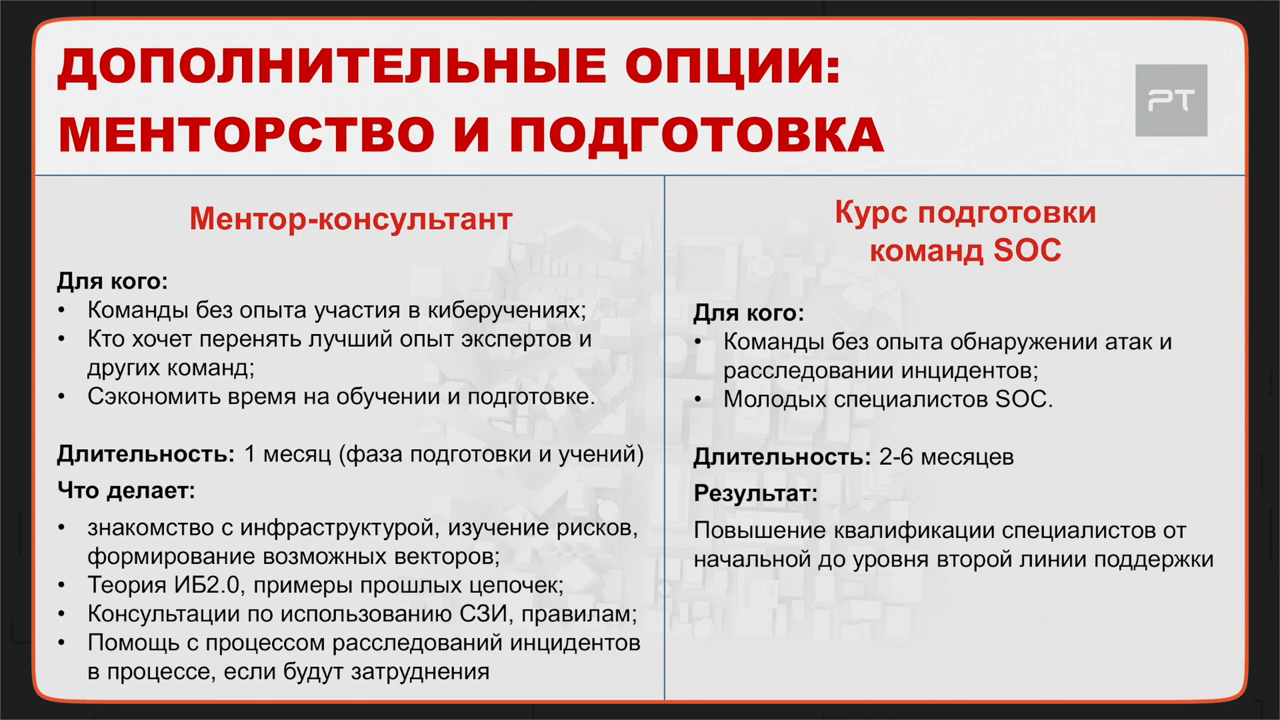 ДОПОЛНИТЕЛЬНЫЕ ОПЦИИ:
МЕНТОРСТВО И ПОДГОТОВКА
PT
Ментор-консультант
Для кого:
• Команды без опыта участия в киберучениях;
• Кто хочет перенять лучший опыт экспертов и
других команд;
• Сэкономить время на обучении и подготовке.
Длительность: 1 месяц (фаза подготовки и учений)
Что делает:
• знакомство с инфраструктурой, изучение рисков,
формирование возможных векторов;
• Теория ИБ2.0, примеры прошлых цепочек;
• Консультации по использованию СЗИ, правилам;
• Помощь с процессом расследований инцидентов
в процессе, если будут затруднения
Курс подготовки
команд SOC
Для кого:
• Команды без опыта обнаружении атак и
расследовании инцидентов;
• Молодых специалистов SOC.
Длительность: 2-6 месяцев
Результат:
Повышение квалификации специалистов от
начальной до уровня второй линии поддержки